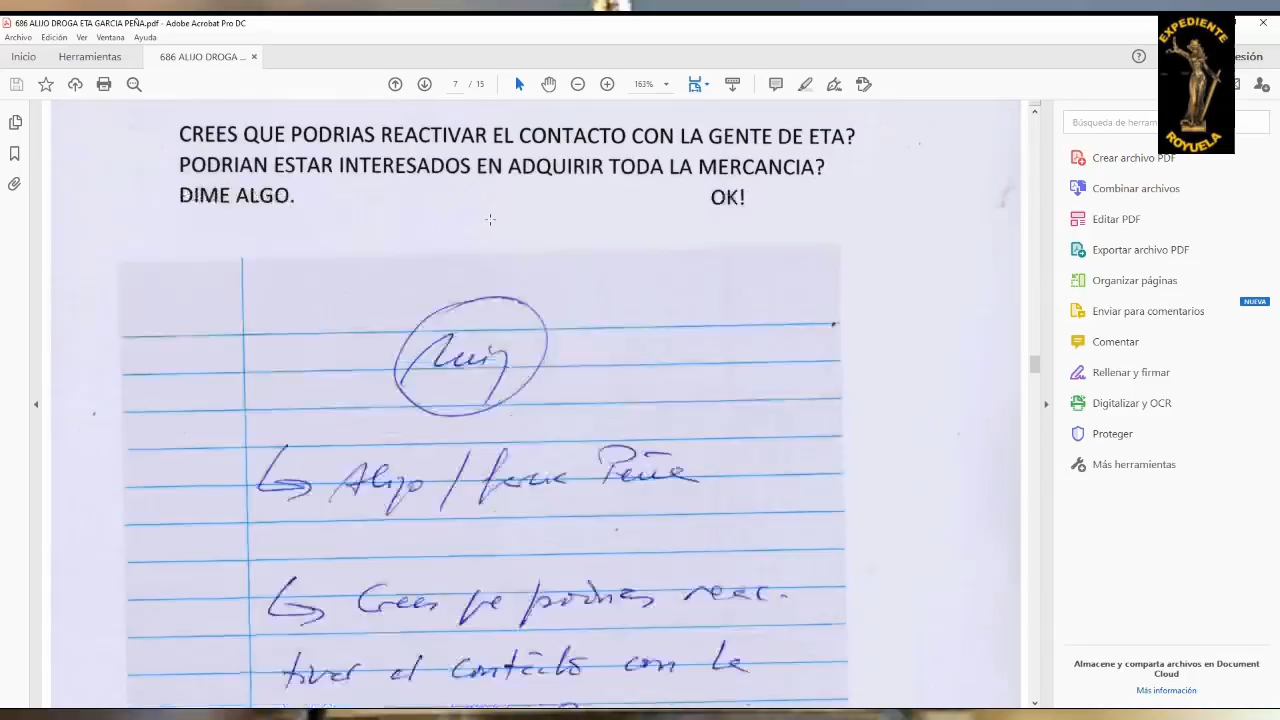 686 ALIJO DROGA ETA GARCIA PEÑA.pdf - Adobe Acrobat Pro DC
Archivo Edición Ver Ventana Ayuda
Inicio Herramientas 686 ALIJO DROGA ... ×
esión
7 / 15
163%
EXPEDIENTE
ROYUELA
CREES QUE PODRIAS REACTIVAR EL CONTACTO CON LA GENTE DE ETA?
PODRIAN ESTAR INTERESADOS EN ADQUIRIR TODA LA MERCANCIA?
DIME ALGO. OK!
Ruiz
Alijo / Garcia Peña
Crees que podrias reac-
tivar el contacto con la
Búsqueda de herram
Crear archivo PDF
Combinar archivos
Editar PDF
Exportar archivo PDF
Organizar páginas
Enviar para comentarios
NUEVA
Comentar
Rellenar y firmar
Digitalizar y OCR
Proteger
Más herramientas
Almacene y comparta archivos en Document
Cloud
Más información